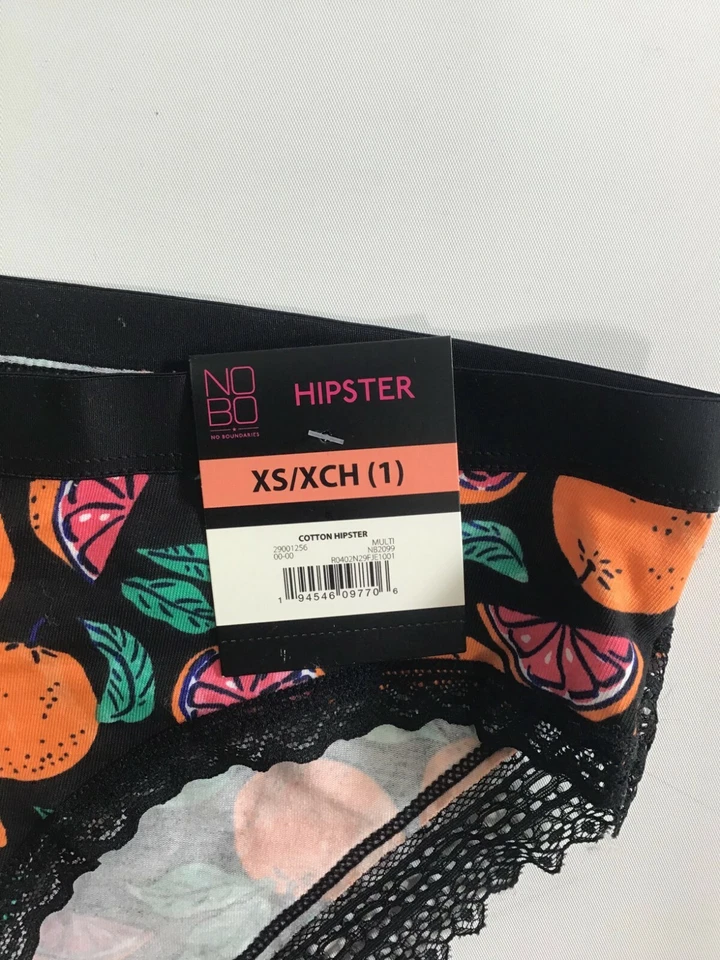 NO
BO
NO BOUNDARIES
HIPSTER
XS/XCH (1)
COTTON HIPSTER
29001256 MULTI
00-00 NB2099
R0402N29FJE1001
1 94546 09770 6